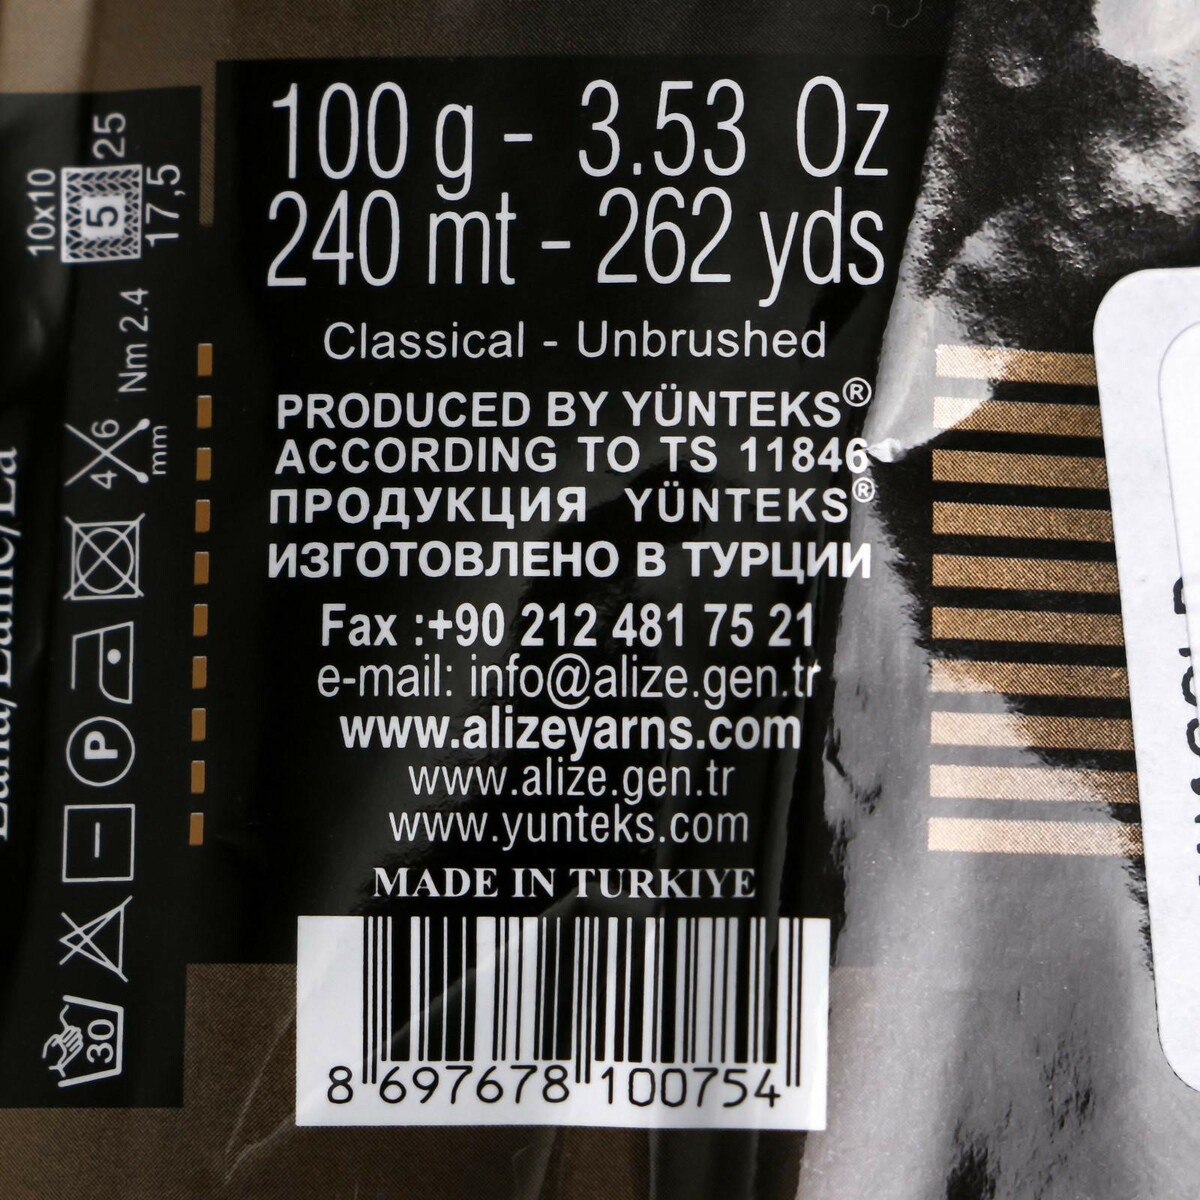 100 g - 3.53 Oz
240 mt - 262 yds
Classical - Unbrushed
PRODUCED BY YÜNTEKS®
ACCORDING TO TS 11846
ПРОДУКЦИЯ YÜNTEKS®
ИЗГОТОВЛЕНО В ТУРЦИИ
Fax :+90 212 481 75 21
e-mail: info@alize.gen.tr
www.alizeyarns.com
www.alize.gen.tr
www.yunteks.com
MADE IN TURKIYE
8 697678 100754
10x10
5
25
17,5
Nm 2.4
4 6
mm
P
30
Lana/Laine/La